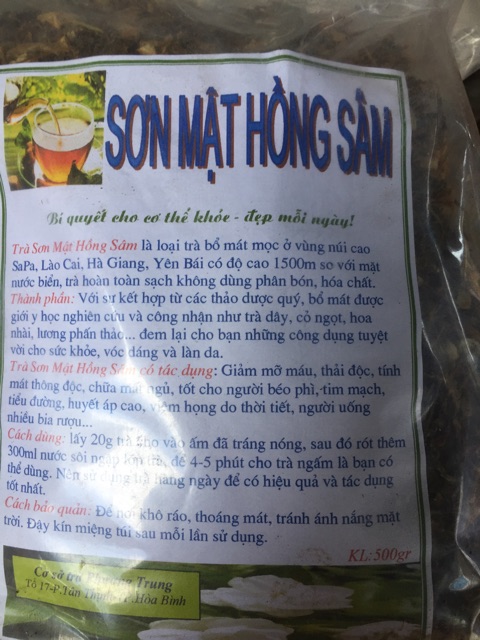 SƠN MẬT HỒNG SÂM
Bí quyết cho cơ thể khỏe - đẹp mỗi ngày!
Trà Sơn Mật Hồng Sâm là loại trà bổ mát mọc ở vùng núi cao
SaPa, Lào Cai, Hà Giang, Yên Bái có độ cao 1500m so với mặt
nước biển, trà hoàn toàn sạch không dùng phân bón, hóa chất.
Thành phần: Với sự kết hợp từ các thảo dược quý, bổ mát được
giới y học nghiên cứu và công nhận như trà dây, cỏ ngọt, hoa
nhài, lương phấn thảo... đem lại cho bạn những công dụng tuyệt
vời cho sức khỏe, vóc dáng và làn da.
Trà Sơn Mật Hồng Sâm có tác dụng: Giảm mỡ máu, thải độc, tính
mát thông độc, chữa mất ngủ, tốt cho người béo phì, tim mạch,
tiểu đường, huyết áp cao, viêm họng do thời tiết, người uống
nhiều bia rượu...
Cách dùng: lấy 20g trà cho vào ấm đã tráng nóng, sau đó rót thêm
300ml nước sôi ngập trà, để 4-5 phút cho trà ngấm là bạn có
thể dùng. Nên sử dụng trà hàng ngày để có hiệu quả và tác dụng
tốt nhất.
Cách bảo quản: Để nơi khô ráo, thoáng mát, tránh ánh nắng mặt
trời. Đậy kín miệng túi sau mỗi lần sử dụng.
KL: 500gr
Cơ sở trà Trung
Tổ 17-P.Tân Hòa Bình